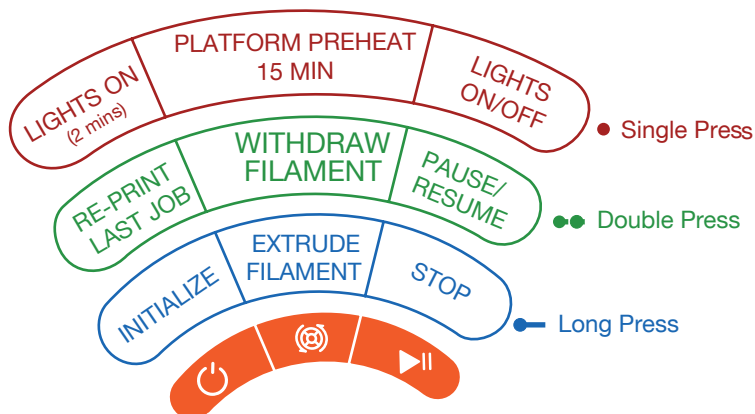 LIGHTS ON
(2 mins)
PLATFORM PREHEAT
15 MIN
LIGHTS
ON/OFF
Single Press
RE-PRINT
LAST JOB
WITHDRAW
FILAMENT
PAUSE/
RESUME
Double Press
INITIALIZE
EXTRUDE
FILAMENT
STOP
Long Press